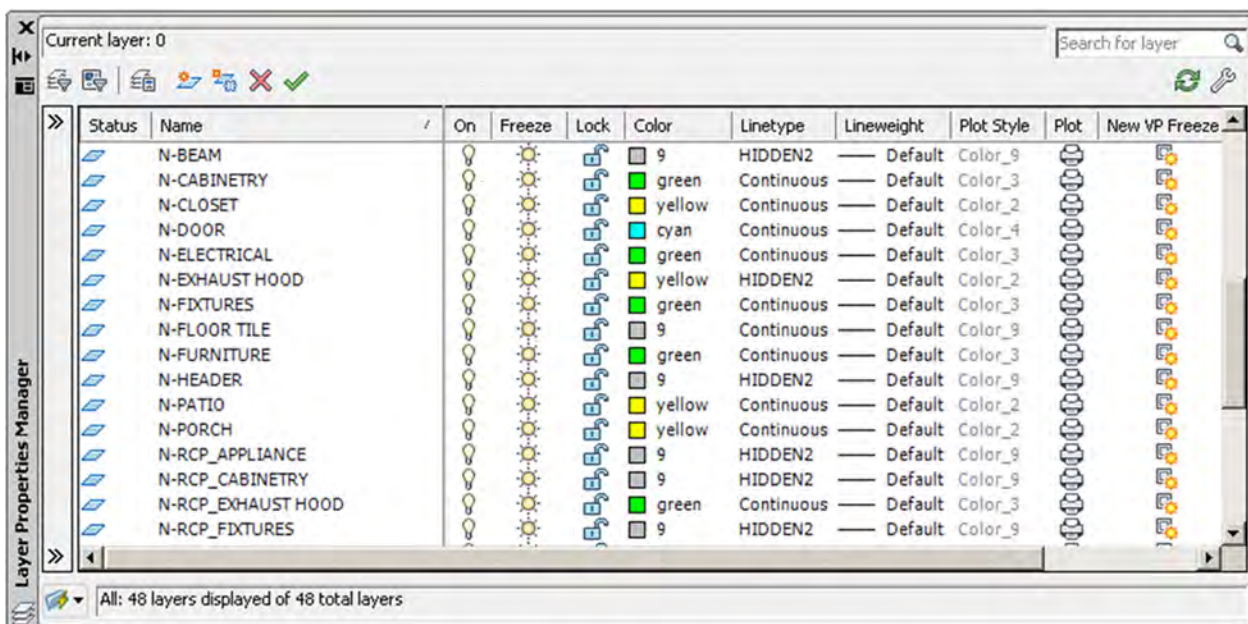 Current layer: 0
Search for layer
Status Name On Freeze Lock Color Linetype Lineweight Plot Style Plot New VP Freeze
N-BEAM 9 HIDDEN2 Default Color_9
N-CABINETRY green Continuous Default Color_3
N-CLOSET yellow Continuous Default Color_2
N-DOOR cyan Continuous Default Color_4
N-ELECTRICAL green Continuous Default Color_3
N-EXHAUST HOOD yellow HIDDEN2 Default Color_2
N-FIXTURES green Continuous Default Color_3
N-FLOOR TILE 9 Continuous Default Color_9
N-FURNITURE green Continuous Default Color_3
N-HEADER 9 HIDDEN2 Default Color_9
N-PATIO yellow Continuous Default Color_2
N-PORCH yellow Continuous Default Color_2
N-RCP_APPLIANCE 9 HIDDEN2 Default Color_9
N-RCP_CABINETRY 9 HIDDEN2 Default Color_9
N-RCP_EXHAUST HOOD green Continuous Default Color_3
N-RCP_FIXTURES 9 HIDDEN2 Default Color_9
Layer Properties Manager
All: 48 layers displayed of 48 total layers